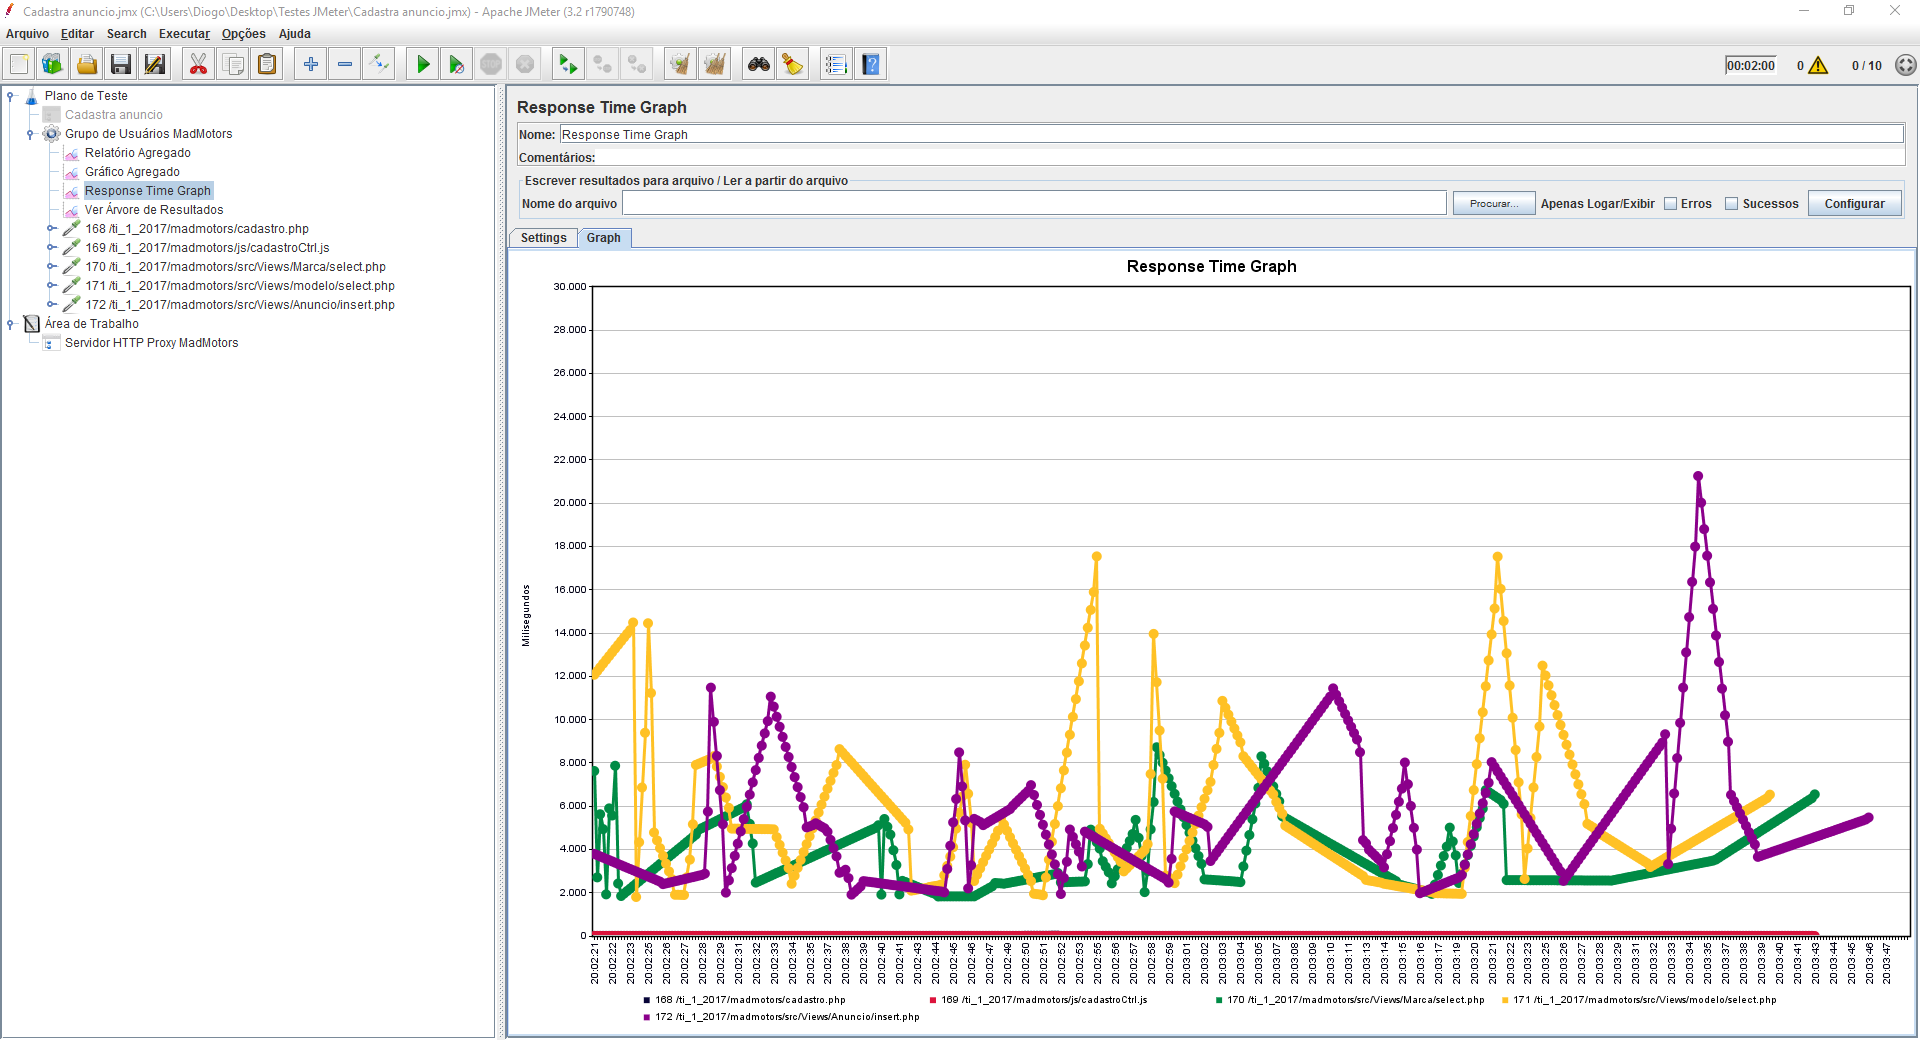 Cadastra anuncio.jmx (C:\Users\Diogo\Desktop\Testes JMeter\Cadastra anuncio.jmx) - Apache JMeter (3.2 r1790748)
Arquivo Editar Search Executar Opções Ajuda
STOP
00:02:00 0 0 / 10
Plano de Teste
Cadastra anuncio
Grupo de Usuários MadMotors
Relatório Agregado
Gráfico Agregado
Response Time Graph
Ver Árvore de Resultados
168 /ti_1_2017/madmotors/cadastro.php
169 /ti_1_2017/madmotors/js/cadastroCtrl.js
170 /ti_1_2017/madmotors/src/Views/Marca/select.php
171 /ti_1_2017/madmotors/src/Views/modelo/select.php
172 /ti_1_2017/madmotors/src/Views/Anuncio/insert.php
Área de Trabalho
Servidor HTTP Proxy MadMotors
Response Time Graph
Nome: Response Time Graph
Comentários:
Escrever resultados para arquivo / Ler a partir do arquivo
Nome do arquivo Procurar... Apenas Logar/Exibir Erros Sucessos Configurar
Settings Graph
Response Time Graph
30.000
28.000
26.000
24.000
22.000
20.000
18.000
16.000
14.000
12.000
10.000
8.000
6.000
4.000
2.000
0
Milisegundos
20:02:21 20:02:22 20:02:23 20:02:25 20:02:26 20:02:27 20:02:28 20:02:29 20:02:31 20:02:32 20:02:33 20:02:34 20:02:35 20:02:37 20:02:38 20:02:39 20:02:40 20:02:41 20:02:43 20:02:44 20:02:45 20:02:46 20:02:47 20:02:49 20:02:50 20:02:51 20:02:52 20:02:53 20:02:55 20:02:56 20:02:57 20:02:58 20:02:59 20:03:01 20:03:02 20:03:03 20:03:04 20:03:05 20:03:07 20:03:08 20:03:09 20:03:10 20:03:11 20:03:13 20:03:14 20:03:15 20:03:16 20:03:17 20:03:19 20:03:20 20:03:21 20:03:22 20:03:23 20:03:25 20:03:26 20:03:27 20:03:28 20:03:29 20:03:31 20:03:32 20:03:33 20:03:34 20:03:35 20:03:37 20:03:38 20:03:39 20:03:40 20:03:41 20:03:43 20:03:44 20:03:45 20:03:46 20:03:47
168 /ti_1_2017/madmotors/cadastro.php 169 /ti_1_2017/madmotors/js/cadastroCtrl.js 170 /ti_1_2017/madmotors/src/Views/Marca/select.php 171 /ti_1_2017/madmotors/src/Views/modelo/select.php
172 /ti_1_2017/madmotors/src/Views/Anuncio/insert.php